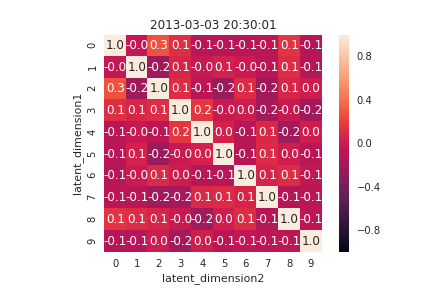 2013-03-03 20:30:01
0 1.0 -0.0 0.3 0.1 -0.1 -0.1 -0.1 -0.1 0.1 -0.1
1 -0.0 1.0 -0.2 0.1 -0.0 0.1 -0.0 -0.1 0.1 -0.1
2 0.3 -0.2 1.0 0.1 -0.1 -0.2 0.1 -0.2 0.1 0.0
3 0.1 0.1 0.1 1.0 0.2 -0.0 0.0 -0.2 -0.0 -0.2
4 -0.1 -0.0 -0.1 0.2 1.0 0.0 -0.1 0.1 -0.2 0.0
5 -0.1 0.1 -0.2 -0.0 0.0 1.0 -0.1 0.1 0.0 -0.1
6 -0.1 -0.0 0.1 0.0 -0.1 -0.1 1.0 0.1 0.1 -0.1
7 -0.1 -0.1 -0.2 -0.2 0.1 0.1 0.1 1.0 -0.1 -0.1
8 0.1 0.1 0.1 -0.0 -0.2 0.0 0.1 -0.1 1.0 -0.1
9 -0.1 -0.1 0.0 -0.2 0.0 -0.1 -0.1 -0.1 -0.1 1.0
0 1 2 3 4 5 6 7 8 9
latent_dimension2
latent_dimension1
0.8
0.4
0.0
-0.4
-0.8